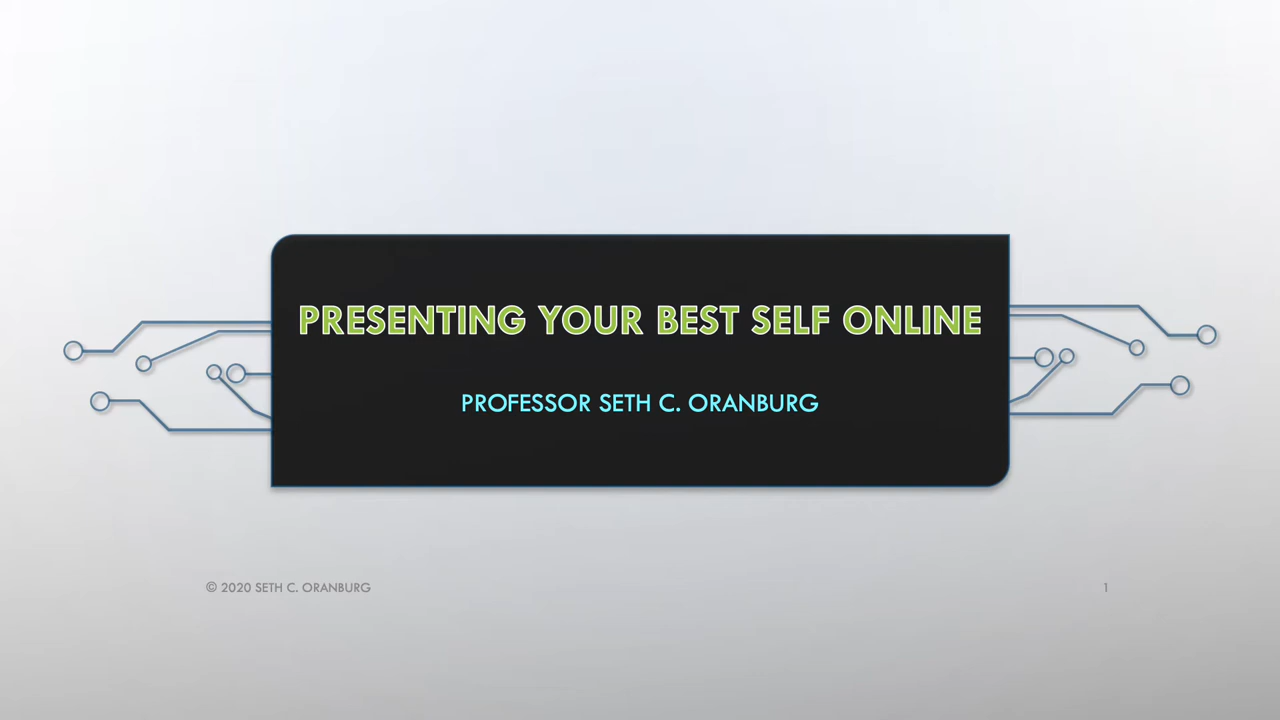 PRESENTING YOUR BEST SELF ONLINE
PROFESSOR SETH C. ORANBURG
© 2020 SETH C. ORANBURG
1